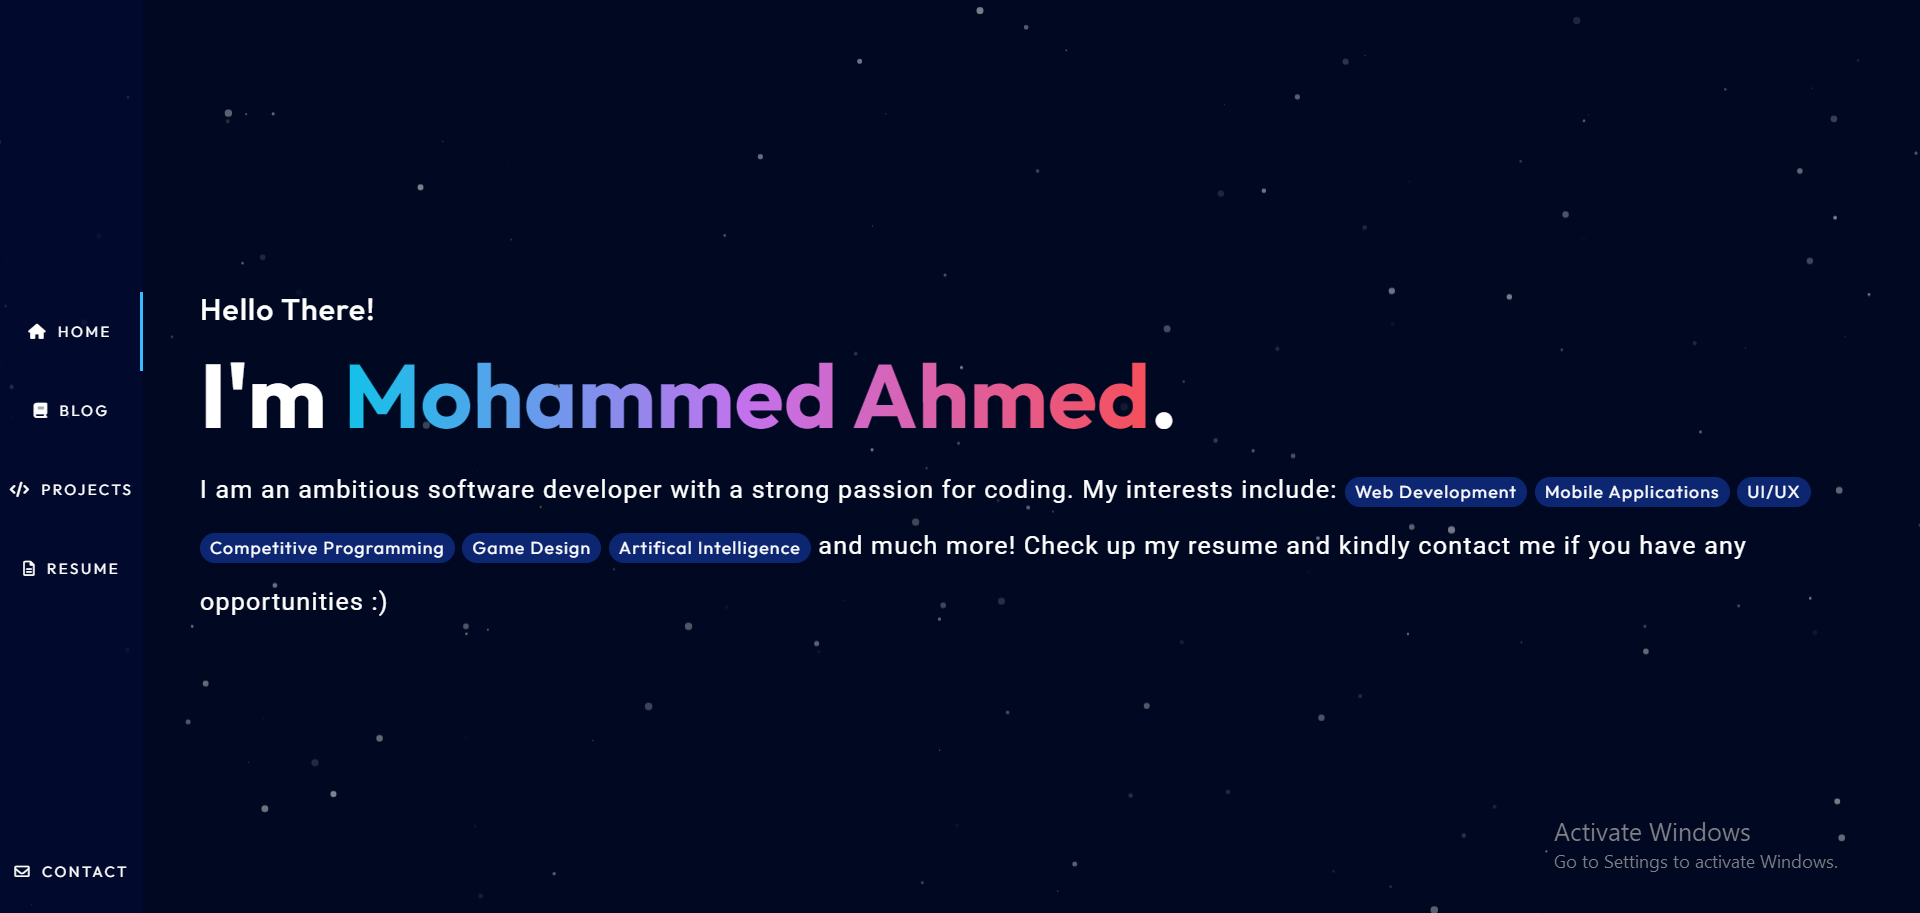 HOME
BLOG
PROJECTS
RESUME
CONTACT
Hello There!
I'm Mohammed Ahmed.
I am an ambitious software developer with a strong passion for coding. My interests include: Web Development Mobile Applications UI/UX
Competitive Programming Game Design Artifical Intelligence and much more! Check up my resume and kindly contact me if you have any
opportunities :)
Activate Windows
Go to Settings to activate Windows.